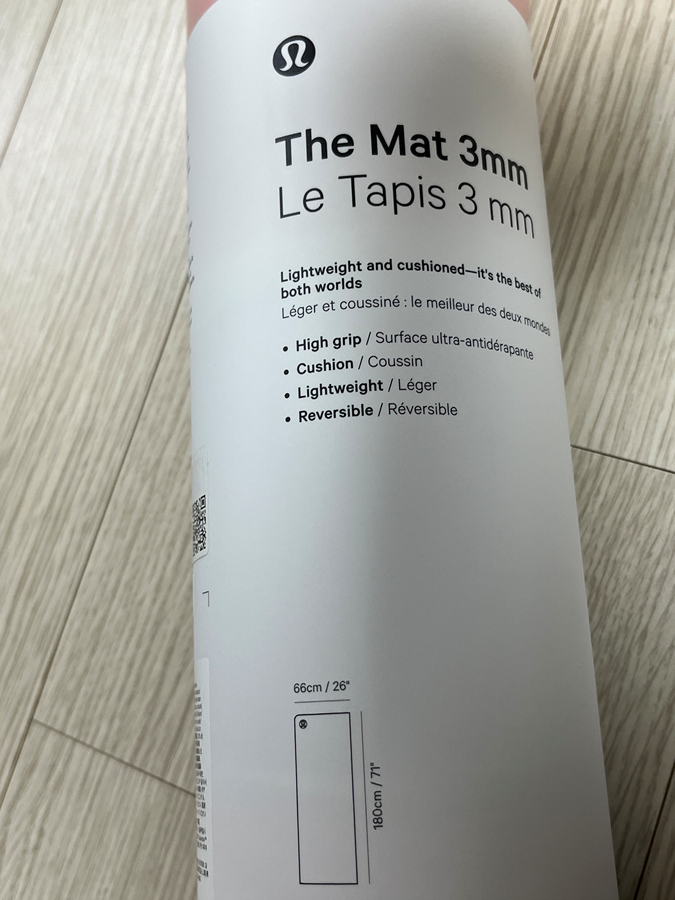 The Mat 3mm
Le Tapis 3 mm
Lightweight and cushioned—it's the best of
both worlds
Léger et coussiné : le meilleur des deux mondes
• High grip / Surface ultra-antidérapante
• Cushion / Coussin
• Lightweight / Léger
• Reversible / Réversible
66cm / 26"
180cm / 71"